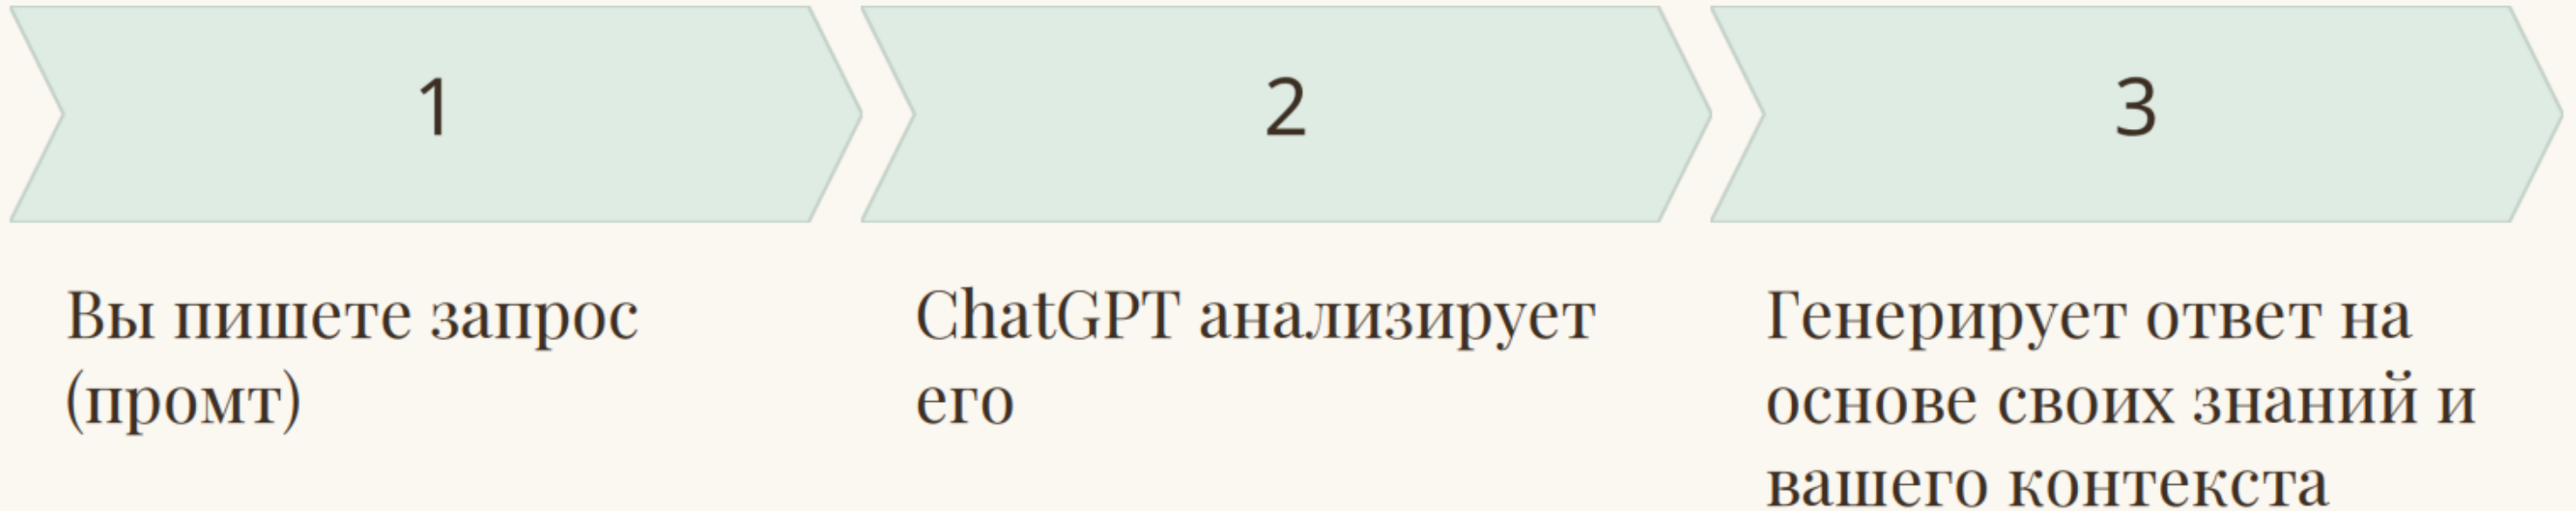 1
2
3
Вы пишете запрос
(промт)
ChatGPT анализирует
его
Генерирует ответ на
основе своих знаний и
вашего контекста